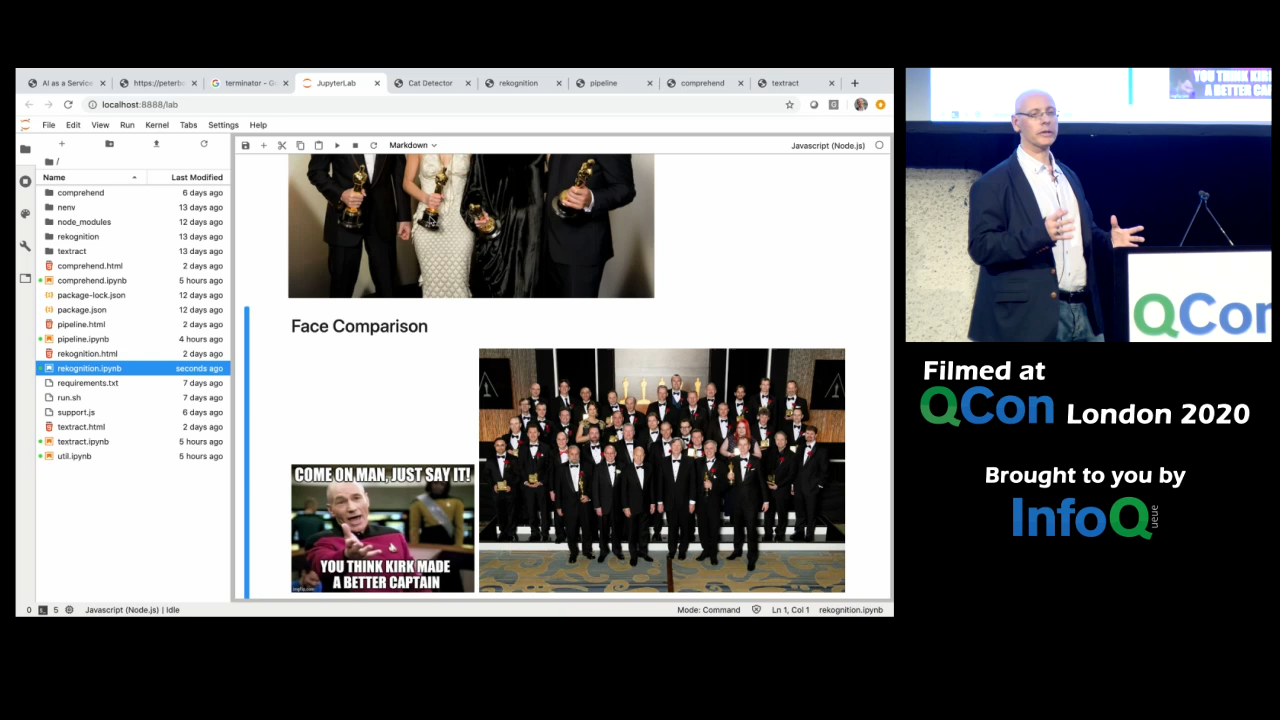 AI as a Service
https://peterbo
terminator - G
JupyterLab
Cat Detector
rekognition
pipeline
comprehend
textract
localhost:8888/lab
File Edit View Run Kernel Tabs Settings Help
Markdown
Javascript (Node.js)
/
Name Last Modified
comprehend 6 days ago
nenv 13 days ago
node_modules 12 days ago
rekognition 13 days ago
textract 13 days ago
comprehend.html 2 days ago
comprehend.ipynb 5 hours ago
package-lock.json 12 days ago
package.json 12 days ago
pipeline.html 2 days ago
pipeline.ipynb 4 hours ago
rekognition.html 2 days ago
rekognition.ipynb seconds ago
requirements.txt 7 days ago
run.sh 7 days ago
support.js 6 days ago
textract.html 2 days ago
textract.ipynb 5 hours ago
util.ipynb 5 hours ago
Face Comparison
COME ON MAN, JUST SAY IT!
YOU THINK KIRK MADE
A BETTER CAPTAIN
imgflip.com
0 5 Javascript (Node.js) | Idle
Mode: Command Ln 1, Col 1 rekognition.ipynb
YOU THINK KIRK M
A BETTER CA
QCon
Filmed at
QCon London 2020
Brought to you by
InfoQ